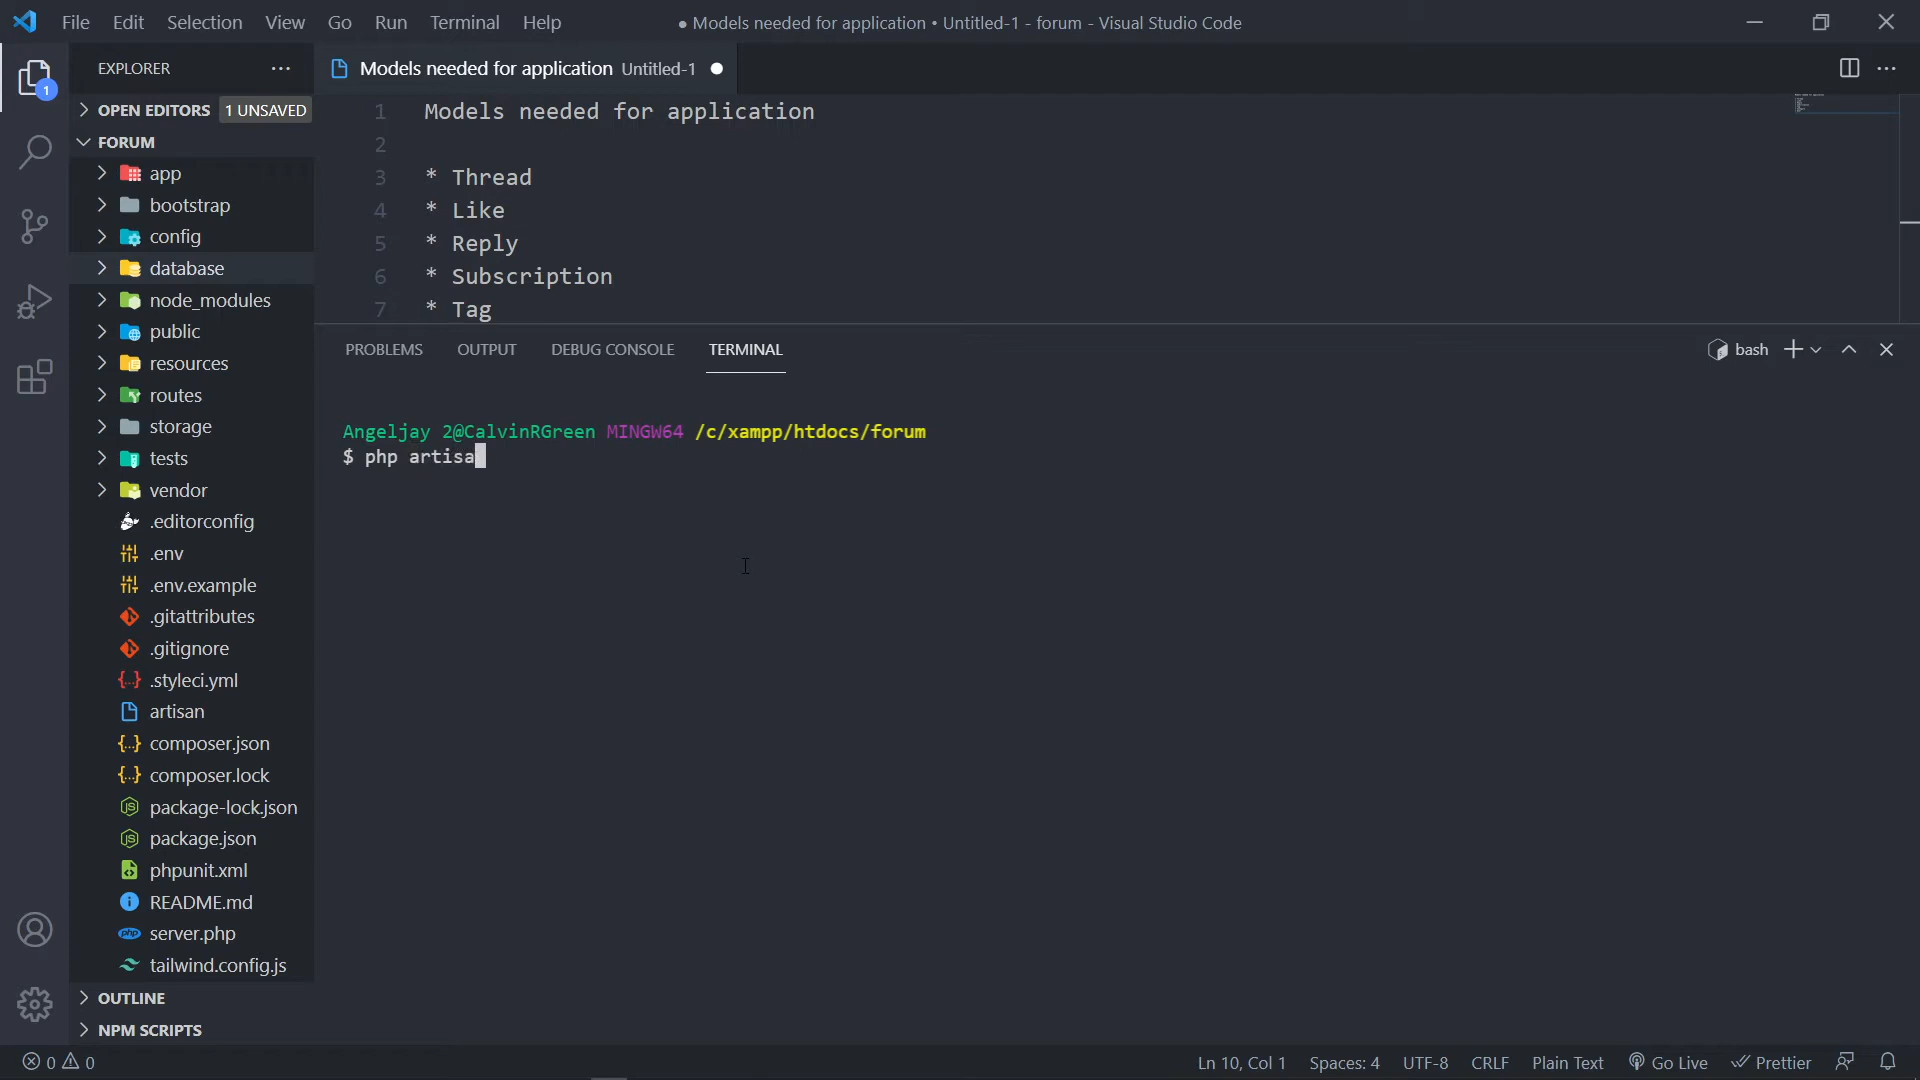 File Edit Selection View Go Run Terminal Help
● Models needed for application • Untitled-1 - forum - Visual Studio Code
EXPLORER
Models needed for application Untitled-1
1
OPEN EDITORS 1 UNSAVED
FORUM
app
bootstrap
config
database
node_modules
public
resources
routes
storage
tests
vendor
.editorconfig
.env
.env.example
.gitattributes
.gitignore
.styleci.yml
artisan
composer.json
composer.lock
package-lock.json
package.json
phpunit.xml
README.md
php server.php
tailwind.config.js
OUTLINE
NPM SCRIPTS
1 Models needed for application
2
3 * Thread
4 * Like
5 * Reply
6 * Subscription
7 * Tag
PROBLEMS OUTPUT DEBUG CONSOLE TERMINAL
bash
Angeljay 2@CalvinRGreen MINGW64 /c/xampp/htdocs/forum
$ php artisa
0 0
Ln 10, Col 1 Spaces: 4 UTF-8 CRLF Plain Text Go Live Prettier